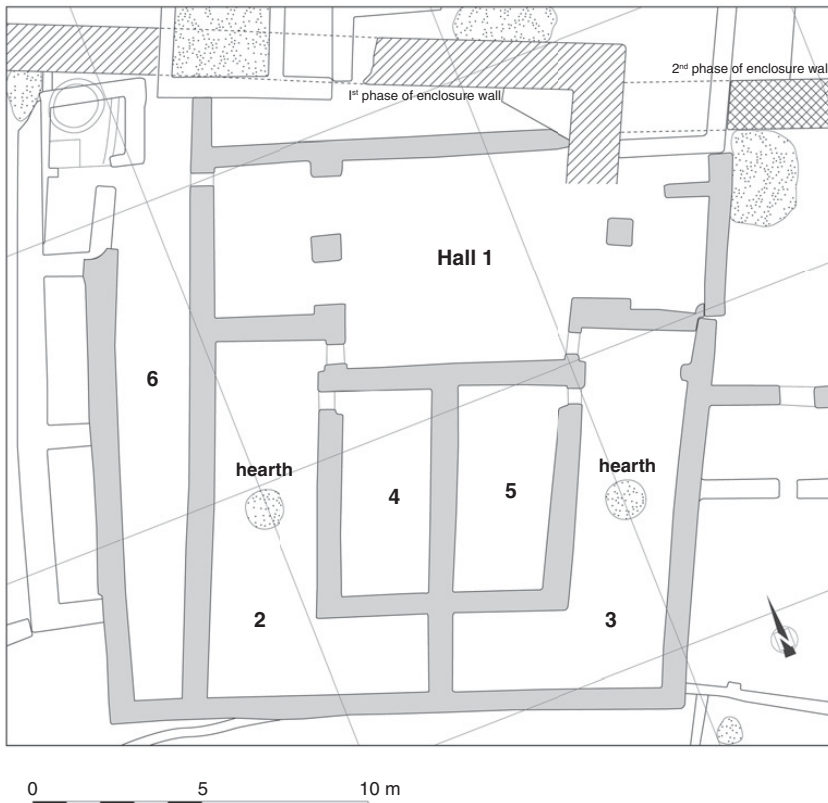 2nd phase of enclosure wall
Ist phase of enclosure wall
Hall 1
6
hearth
hearth
4
5
2
3
0 5 10 m